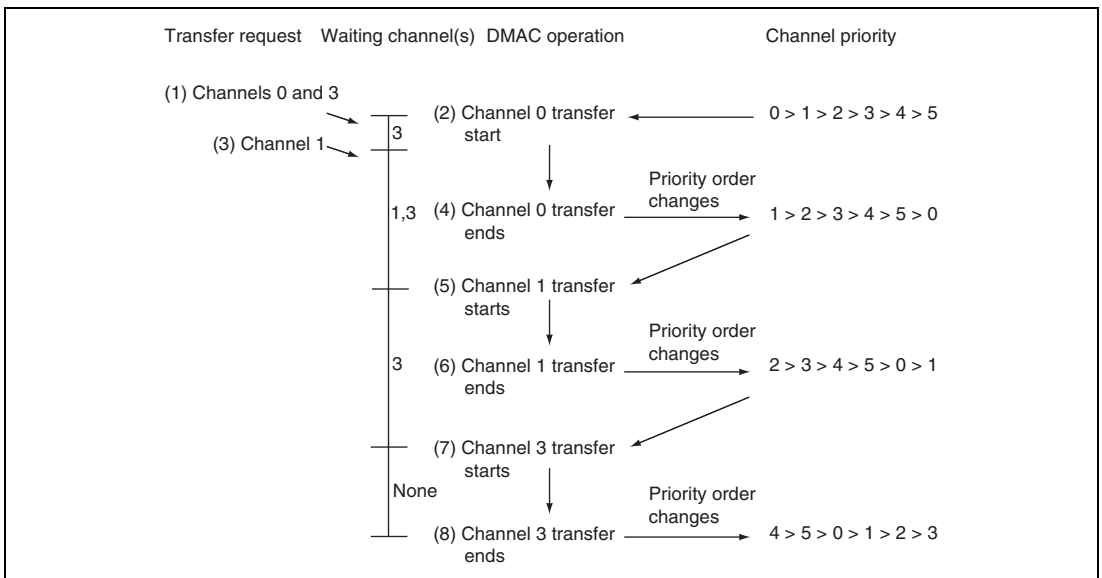 Transfer request Waiting channel(s) DMAC operation Channel priority
(1) Channels 0 and 3
(2) Channel 0 transfer
start
0 > 1 > 2 > 3 > 4 > 5
3
(3) Channel 1
Priority order
changes
1,3
(4) Channel 0 transfer
ends
1 > 2 > 3 > 4 > 5 > 0
(5) Channel 1 transfer
starts
Priority order
changes
3
(6) Channel 1 transfer
ends
2 > 3 > 4 > 5 > 0 > 1
(7) Channel 3 transfer
starts
None
Priority order
changes
(8) Channel 3 transfer
ends
4 > 5 > 0 > 1 > 2 > 3